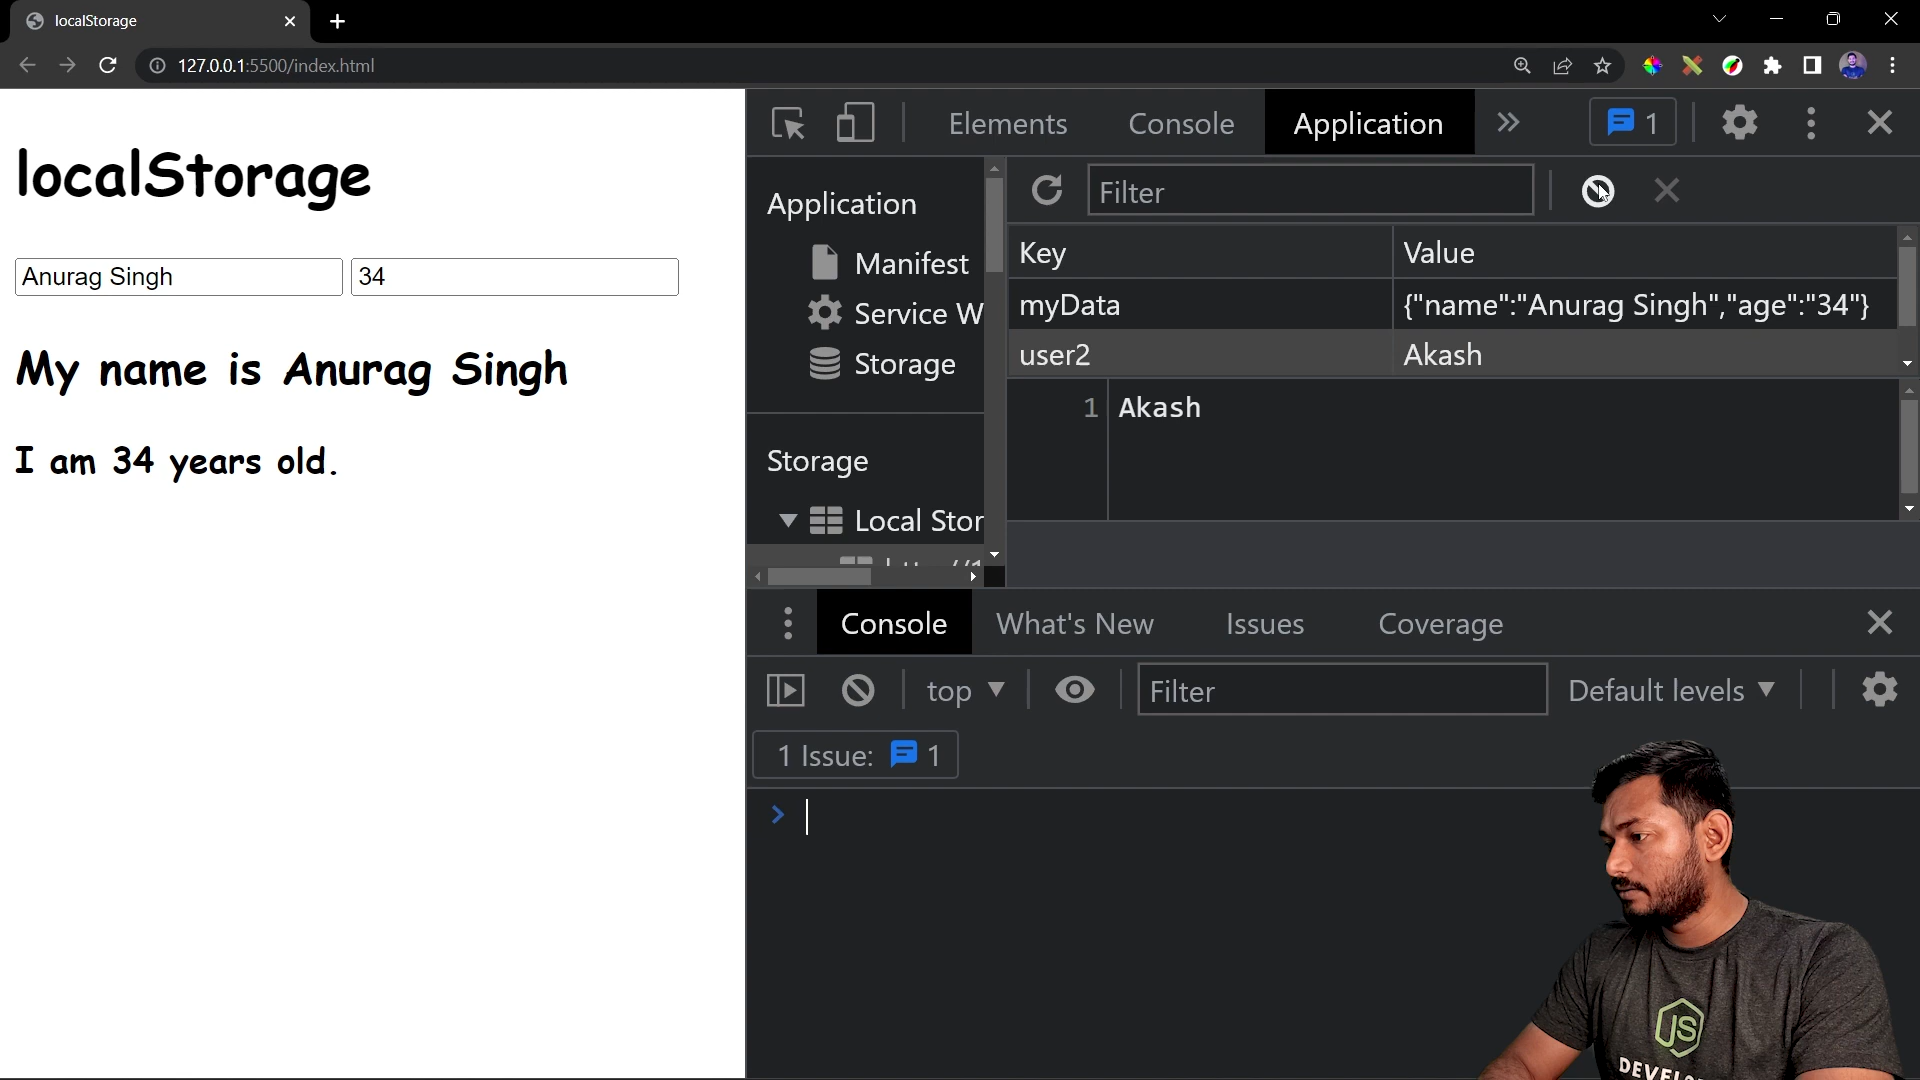 localStorage
127.0.0.1:5500/index.html
localStorage
Anurag Singh 34
My name is Anurag Singh
I am 34 years old.
Elements Console Application 1
Application
Manifest
Service W
Storage
Storage
Local Stor
Filter
Key Value
myData {"name":"Anurag Singh","age":"34"}
user2 Akash
1 Akash
Console What's New Issues Coverage
top Filter Default levels
1 Issue: 1
JS